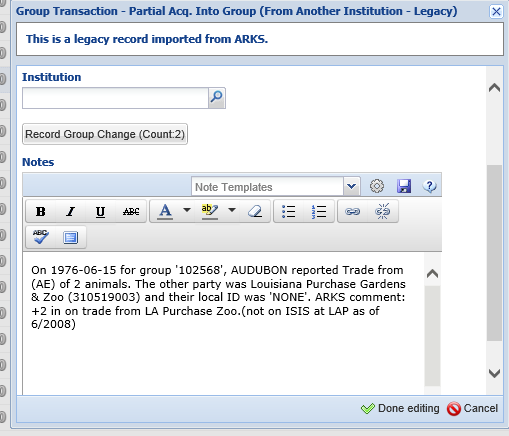 Group Transaction - Partial Acq. Into Group (From Another Institution - Legacy)
This is a legacy record imported from ARKS.
Institution
Record Group Change (Count:2)
Notes
Note Templates
B I U ABC A ab
ABC
On 1976-06-15 for group '102568', AUDUBON reported Trade from
(AE) of 2 animals. The other party was Louisiana Purchase Gardens
& Zoo (310519003) and their local ID was 'NONE'. ARKS comment:
+2 in on trade from LA Purchase Zoo.(not on ISIS at LAP as of
6/2008)
Done editing Cancel